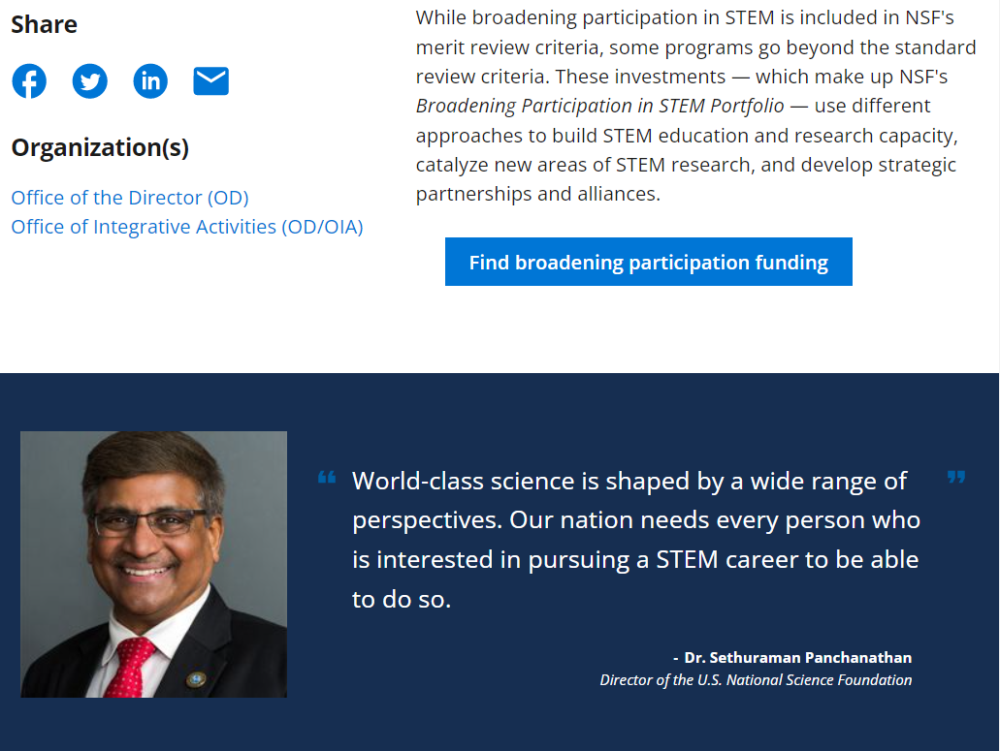 Share
Organization(s)
Office of the Director (OD)
Office of Integrative Activities (OD/OIA)
While broadening participation in STEM is included in NSF's
merit review criteria, some programs go beyond the standard
review criteria. These investments — which make up NSF's
Broadening Participation in STEM Portfolio — use different
approaches to build STEM education and research capacity,
catalyze new areas of STEM research, and develop strategic
partnerships and alliances.
Find broadening participation funding
“ World-class science is shaped by a wide range of ”
perspectives. Our nation needs every person who
is interested in pursuing a STEM career to be able
to do so.
- Dr. Sethuraman Panchanathan
Director of the U.S. National Science Foundation